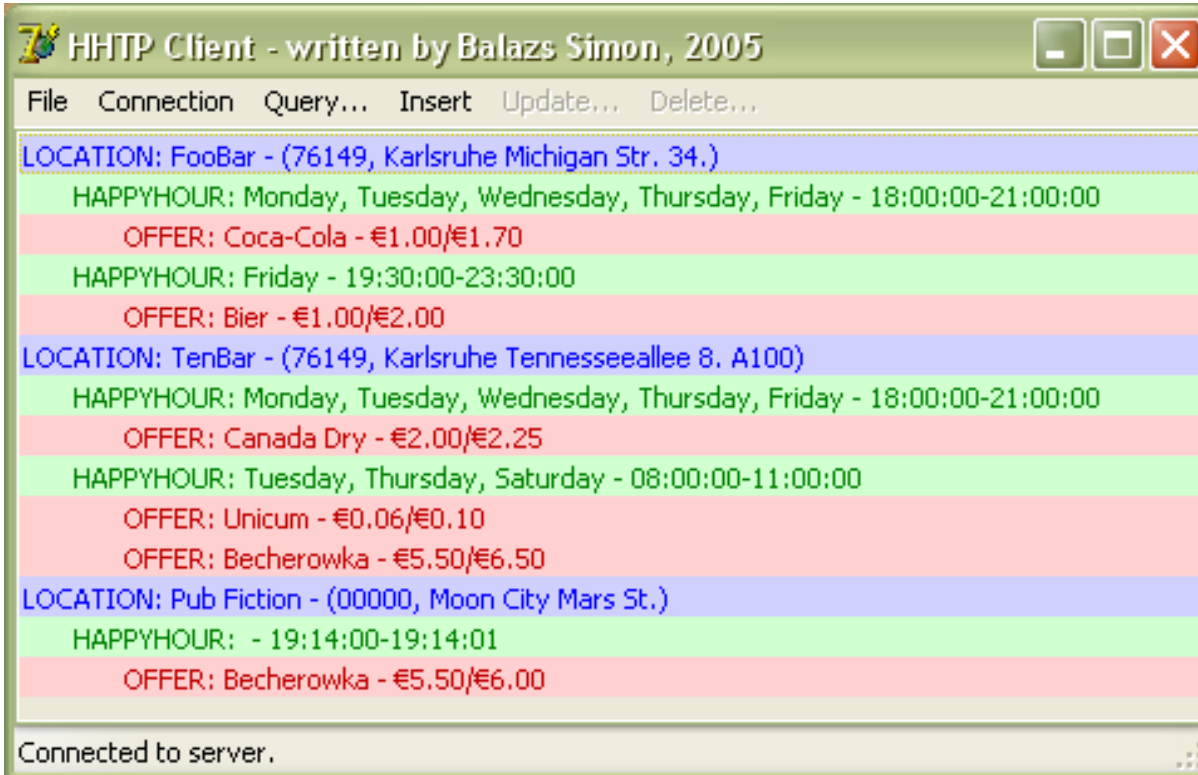 HHTP Client - written by Balazs Simon, 2005
File Connection Query... Insert Update... Delete...
LOCATION: FooBar - (76149, Karlsruhe Michigan Str. 34.)
HAPPYHOUR: Monday, Tuesday, Wednesday, Thursday, Friday - 18:00:00-21:00:00
OFFER: Coca-Cola - €1.00/€1.70
HAPPYHOUR: Friday - 19:30:00-23:30:00
OFFER: Bier - €1.00/€2.00
LOCATION: TenBar - (76149, Karlsruhe Tennesseeallee 8. A100)
HAPPYHOUR: Monday, Tuesday, Wednesday, Thursday, Friday - 18:00:00-21:00:00
OFFER: Canada Dry - €2.00/€2.25
HAPPYHOUR: Tuesday, Thursday, Saturday - 08:00:00-11:00:00
OFFER: Unicum - €0.06/€0.10
OFFER: Becherowka - €5.50/€6.50
LOCATION: Pub Fiction - (00000, Moon City Mars St.)
HAPPYHOUR:  - 19:14:00-19:14:01
OFFER: Becherowka - €5.50/€6.00
Connected to server.